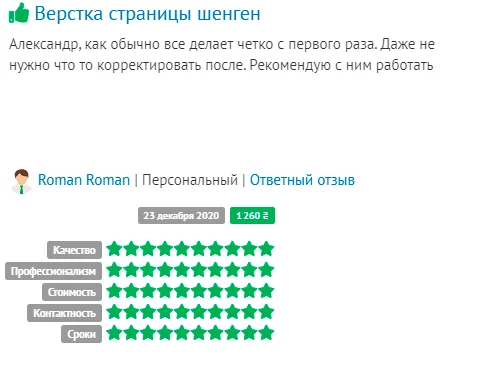 Верстка страницы шенген
Александр, как обычно все делает четко с первого раза. Даже не
нужно что то корректировать после. Рекомендую с ним работать
Roman Roman | Персональный | Ответный отзыв
23 декабря 2020 1 260 ₴
Качество
Профессионализм
Стоимость
Контактность
Сроки